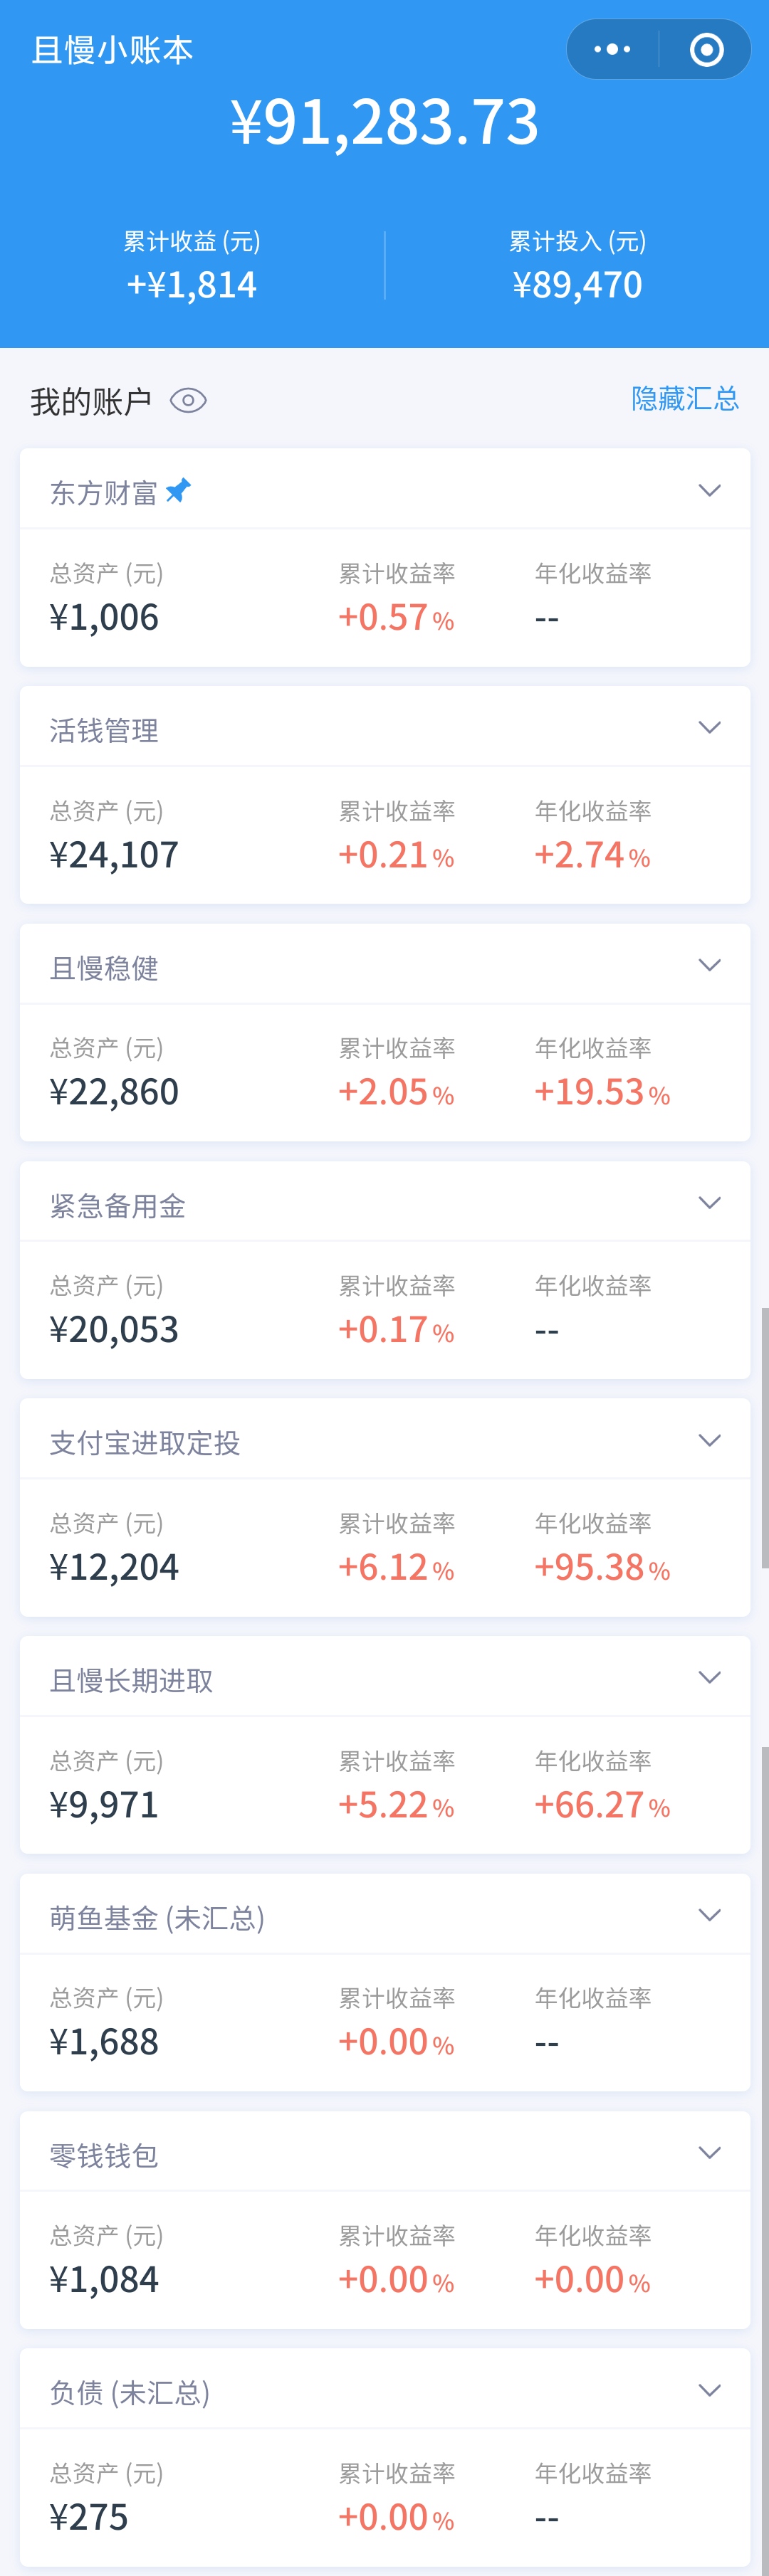 且慢小账本
¥91,283.73
累计收益 (元) 累计投入 (元)
+¥1,814 ¥89,470
我的账户 隐藏汇总
东方财富
总资产 (元) 累计收益率 年化收益率
¥1,006 +0.57% --
活钱管理
总资产 (元) 累计收益率 年化收益率
¥24,107 +0.21% +2.74%
且慢稳健
总资产 (元) 累计收益率 年化收益率
¥22,860 +2.05% +19.53%
紧急备用金
总资产 (元) 累计收益率 年化收益率
¥20,053 +0.17% --
支付宝进取定投
总资产 (元) 累计收益率 年化收益率
¥12,204 +6.12% +95.38%
且慢长期进取
总资产 (元) 累计收益率 年化收益率
¥9,971 +5.22% +66.27%
萌鱼基金 (未汇总)
总资产 (元) 累计收益率 年化收益率
¥1,688 +0.00% --
零钱钱包
总资产 (元) 累计收益率 年化收益率
¥1,084 +0.00% +0.00%
负债 (未汇总)
总资产 (元) 累计收益率 年化收益率
¥275 +0.00% --